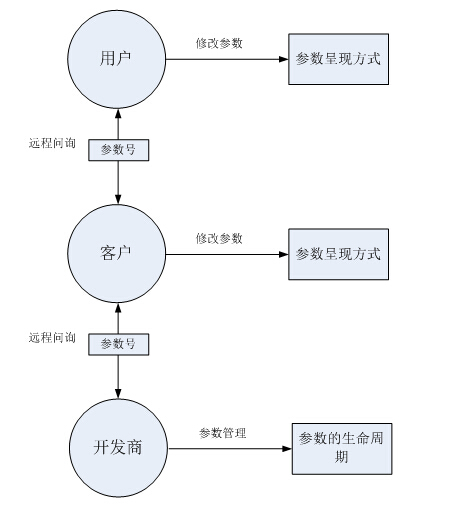 用户
修改参数
参数呈现方式
远程问询
参数号
客户
修改参数
参数呈现方式
远程问询
参数号
开发商
参数管理
参数的生命周
期